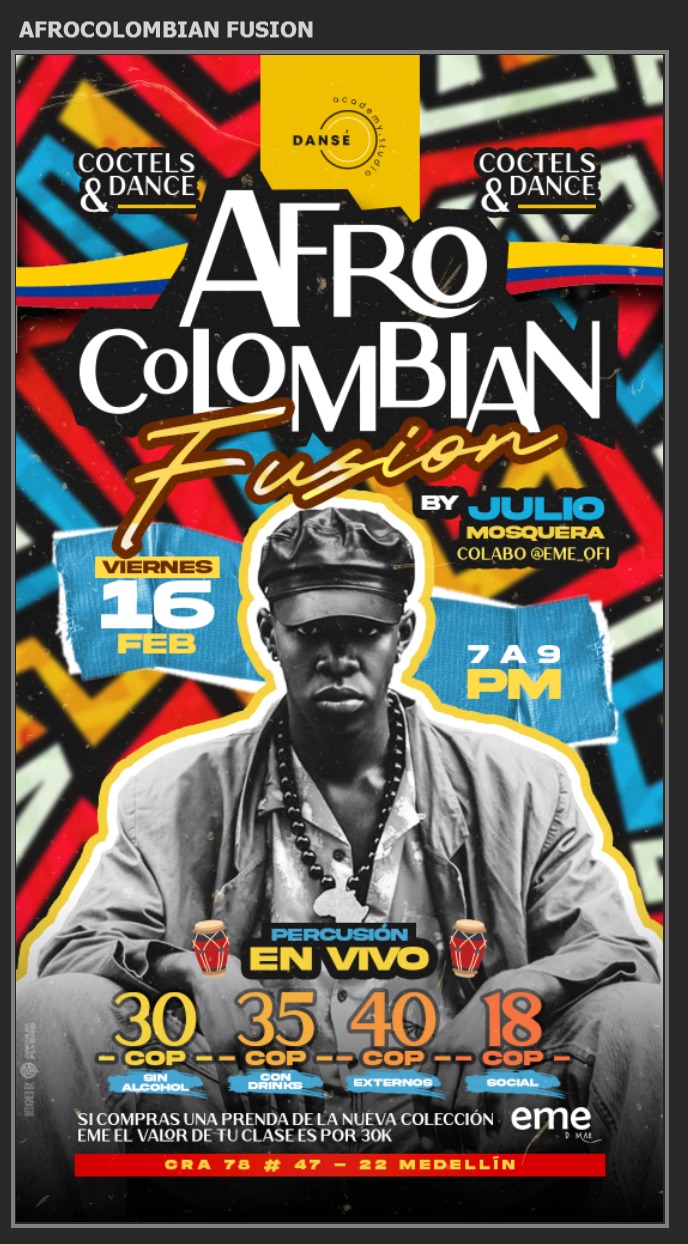 AFROCOLOMBIAN FUSION
DANSÉ
academy.studio
COCTELS
& DANCE
COCTELS
& DANCE
AFRO
COLOMBIAN
Fusion
BY JULIO
MOSQUERA
COLABO @EME_OFI
VIERNES
16
FEB
7 A 9
PM
PERCUSIÓN
EN VIVO
30 35 40 18
- COP - - COP - - COP - - COP -
SIN ALCOHOL
CON DRINKS
EXTERNOS
SOCIAL
SI COMPRAS UNA PRENDA DE LA NUEVA COLECCIÓN
EME EL VALOR DE TU CLASE ES POR 30K
eme
D MAR
CRA 78 # 47 - 22 MEDELLÍN